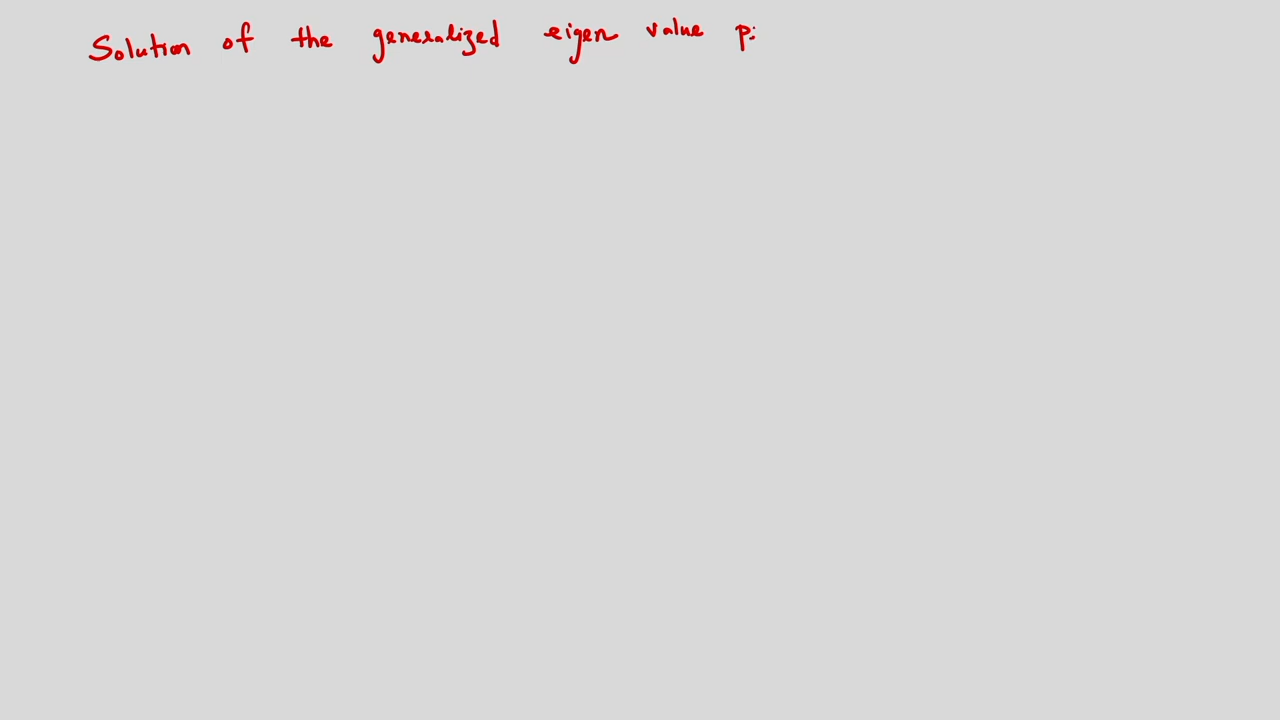 Solution of the generalized eigen value p: